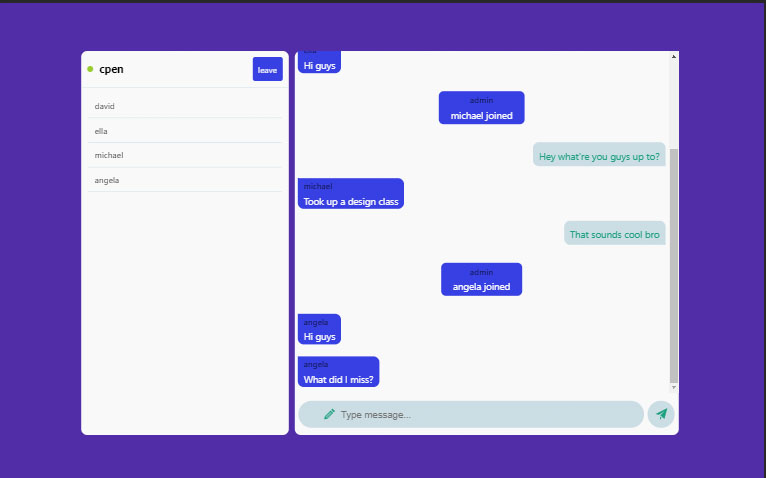 cpen
leave
david
ella
michael
angela
Hi guys
admin
michael joined
Hey what're you guys up to?
michael
Took up a design class
That sounds cool bro
admin
angela joined
angela
Hi guys
angela
What did I miss?
Type message...